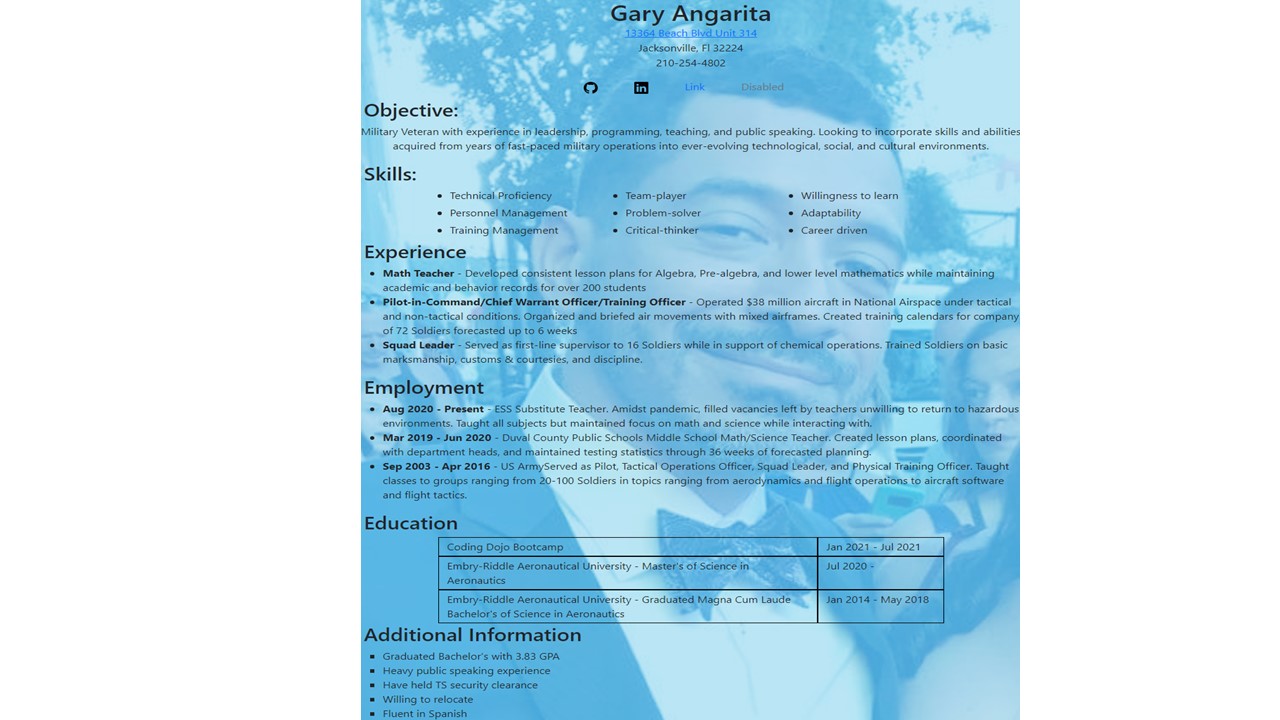 Gary Angarita
13364 Beach Blvd Unit 314
Jacksonville, Fl 32224
210-254-4802
Link Disabled
Objective:
Military Veteran with experience in leadership, programming, teaching, and public speaking. Looking to incorporate skills and abilities
acquired from years of fast-paced military operations into ever-evolving technological, social, and cultural environments.
Skills:
Technical Proficiency Team-player Willingness to learn
Personnel Management Problem-solver Adaptability
Training Management Critical-thinker Career driven
Experience
Math Teacher - Developed consistent lesson plans for Algebra, Pre-algebra, and lower level mathematics while maintaining
academic and behavior records for over 200 students
Pilot-in-Command/Chief Warrant Officer/Training Officer - Operated $38 million aircraft in National Airspace under tactical
and non-tactical conditions. Organized and briefed air movements with mixed airframes. Created training calendars for company
of 72 Soldiers forecasted up to 6 weeks
Squad Leader - Served as first-line supervisor to 16 Soldiers while in support of chemical operations. Trained Soldiers on basic
marksmanship, customs & courtesies, and discipline.
Employment
Aug 2020 - Present - ESS Substitute Teacher. Amidst pandemic, filled vacancies left by teachers unwilling to return to hazardous
environments. Taught all subjects but maintained focus on math and science while interacting with.
Mar 2019 - Jun 2020 - Duval County Public Schools Middle School Math/Science Teacher. Created lesson plans, coordinated
with department heads, and maintained testing statistics through 36 weeks of forecasted planning.
Sep 2003 - Apr 2016 - US ArmyServed as Pilot, Tactical Operations Officer, Squad Leader, and Physical Training Officer. Taught
classes to groups ranging from 20-100 Soldiers in topics ranging from aerodynamics and flight operations to aircraft software
and flight tactics.
Education
Coding Dojo Bootcamp Jan 2021 - Jul 2021
Embry-Riddle Aeronautical University - Master's of Science in Jul 2020 -
Aeronautics
Embry-Riddle Aeronautical University - Graduated Magna Cum Laude Jan 2014 - May 2018
Bachelor's of Science in Aeronautics
Additional Information
Graduated Bachelor's with 3.83 GPA
Heavy public speaking experience
Have held TS security clearance
Willing to relocate
Fluent in Spanish